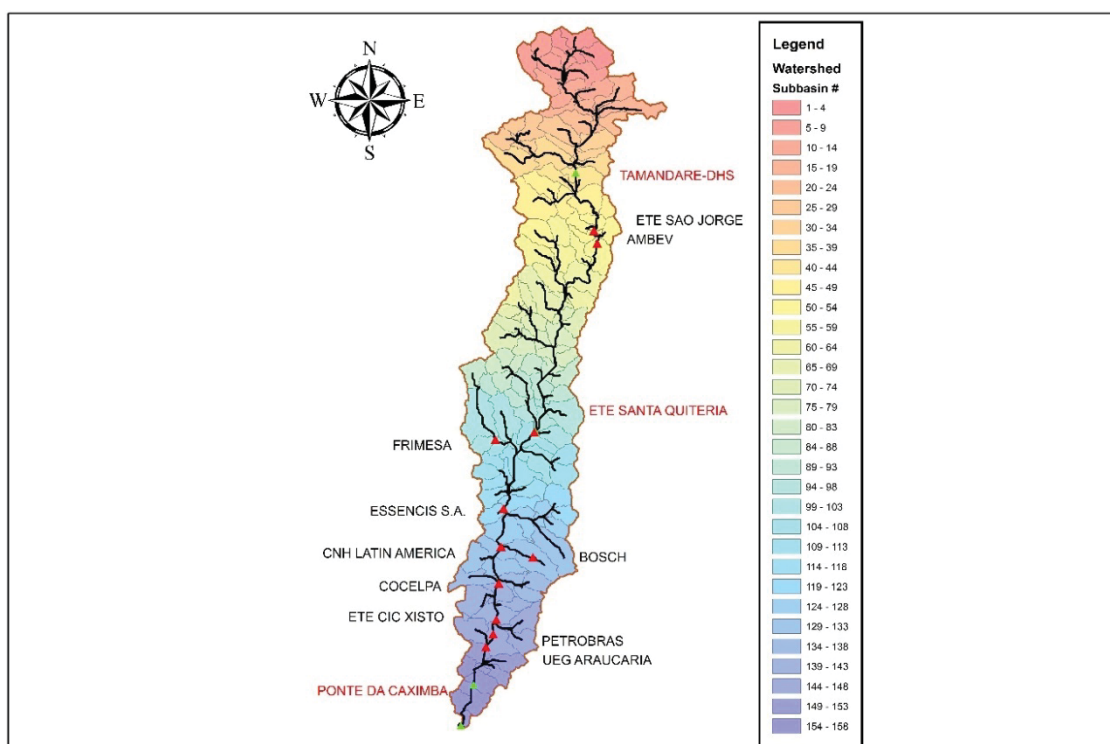 N
W
E
S
TAMANDARE-DHS
ETE SAO JORGE
AMBEV
ETE SANTA QUITERIA
FRIMESA
ESSENCIS S.A.
CNH LATIN AMERICA
BOSCH
COCELPA
ETE CIC XISTO
PETROBRAS
UEG ARAUCARIA
PONTE DA CAXIMBA
Legend
Watershed
Subbasin #
1 - 4
5 - 9
10 - 14
15 - 19
20 - 24
25 - 29
30 - 34
35 - 39
40 - 44
45 - 49
50 - 54
55 - 59
60 - 64
65 - 69
70 - 74
75 - 79
80 - 83
84 - 88
89 - 93
94 - 98
99 - 103
104 - 108
109 - 113
114 - 118
119 - 123
124 - 128
129 - 133
134 - 138
139 - 143
144 - 148
149 - 153
154 - 158